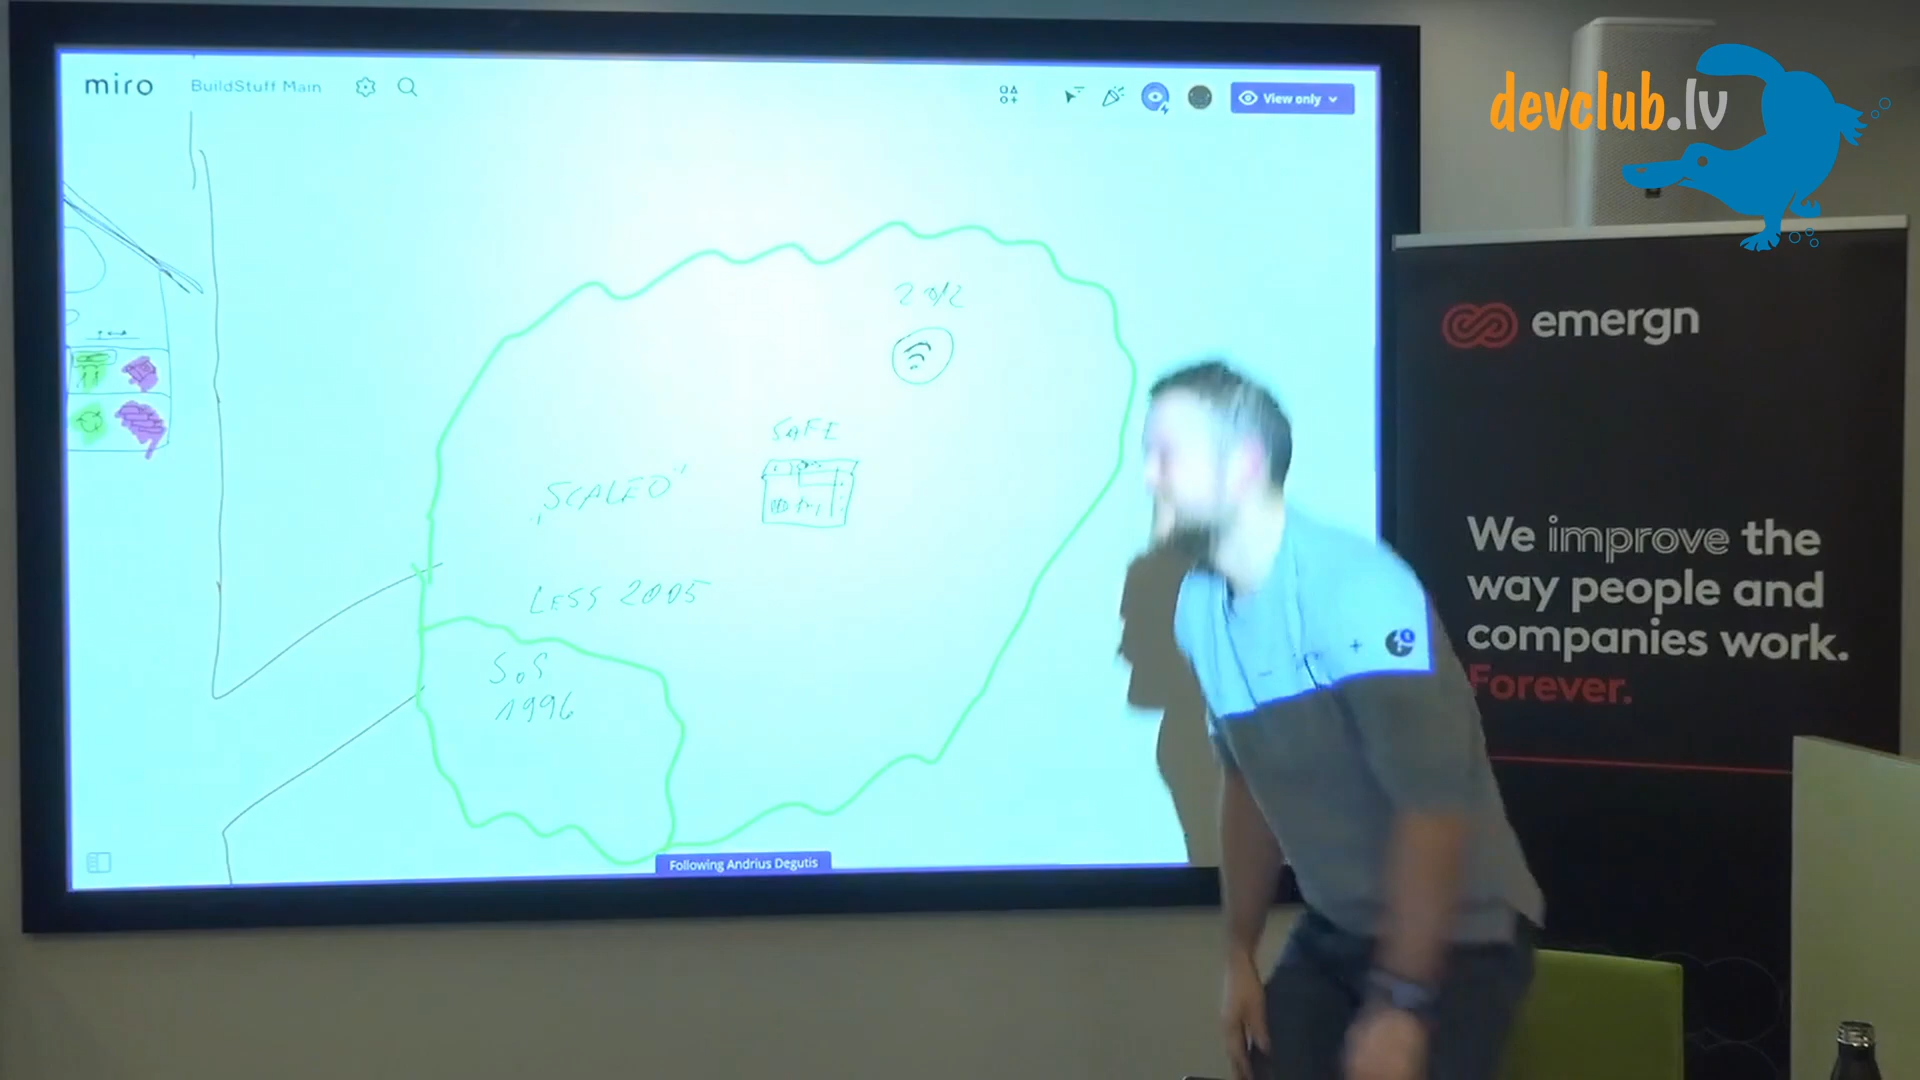 miro
BuildStuff Main
View only
2012
SAFE
„SCALED"
LESS 2005
SoS
1996
Following Andrius Degutis
devclub.lv
emergn
We improve the
way people and
companies work.
Forever.